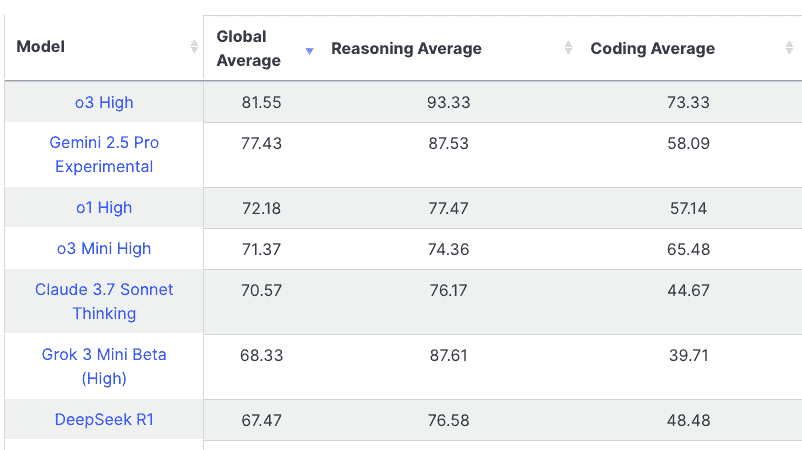 Model Global Average Reasoning Average Coding Average
o3 High 81.55 93.33 73.33
Gemini 2.5 Pro Experimental 77.43 87.53 58.09
o1 High 72.18 77.47 57.14
o3 Mini High 71.37 74.36 65.48
Claude 3.7 Sonnet Thinking 70.57 76.17 44.67
Grok 3 Mini Beta (High) 68.33 87.61 39.71
DeepSeek R1 67.47 76.58 48.48